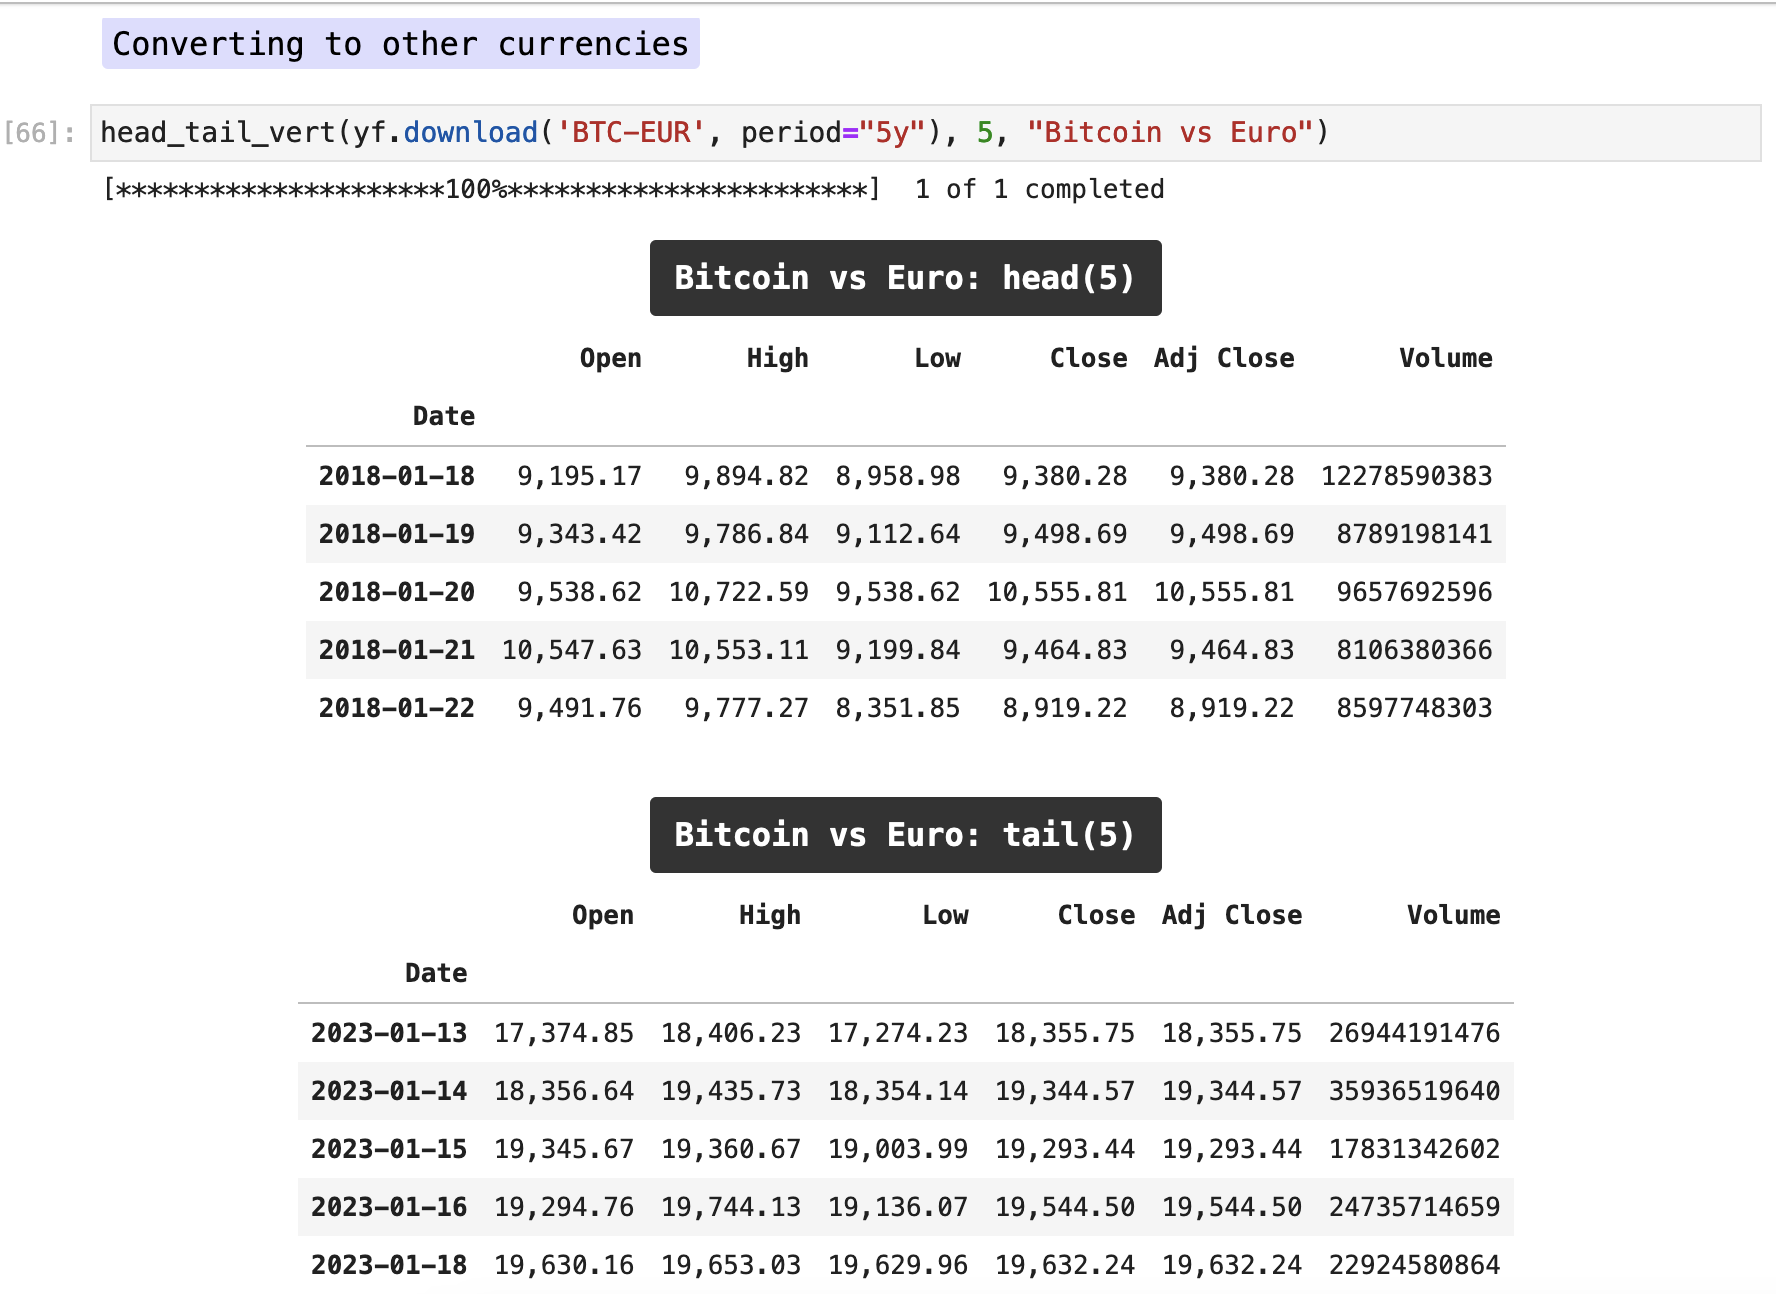 Converting to other currencies
[66]: head_tail_vert(yf.download('BTC-EUR', period="5y"), 5, "Bitcoin vs Euro")
[*********************100%***********************]  1 of 1 completed
Bitcoin vs Euro: head(5)
Open High Low Close Adj Close Volume
Date
2018-01-18 9,195.17 9,894.82 8,958.98 9,380.28 9,380.28 12278590383
2018-01-19 9,343.42 9,786.84 9,112.64 9,498.69 9,498.69 8789198141
2018-01-20 9,538.62 10,722.59 9,538.62 10,555.81 10,555.81 9657692596
2018-01-21 10,547.63 10,553.11 9,199.84 9,464.83 9,464.83 8106380366
2018-01-22 9,491.76 9,777.27 8,351.85 8,919.22 8,919.22 8597748303
Bitcoin vs Euro: tail(5)
Open High Low Close Adj Close Volume
Date
2023-01-13 17,374.85 18,406.23 17,274.23 18,355.75 18,355.75 26944191476
2023-01-14 18,356.64 19,435.73 18,354.14 19,344.57 19,344.57 35936519640
2023-01-15 19,345.67 19,360.67 19,003.99 19,293.44 19,293.44 17831342602
2023-01-16 19,294.76 19,744.13 19,136.07 19,544.50 19,544.50 24735714659
2023-01-18 19,630.16 19,653.03 19,629.96 19,632.24 19,632.24 22924580864